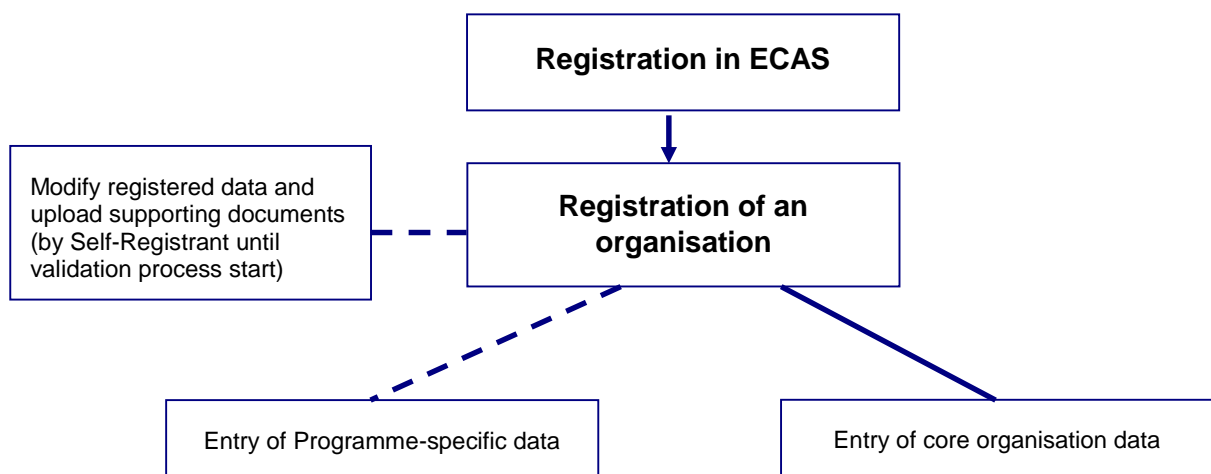 Registration in ECAS
Modify registered data and
upload supporting documents
(by Self-Registrant until
validation process start)
Registration of an
organisation
Entry of Programme-specific data
Entry of core organisation data